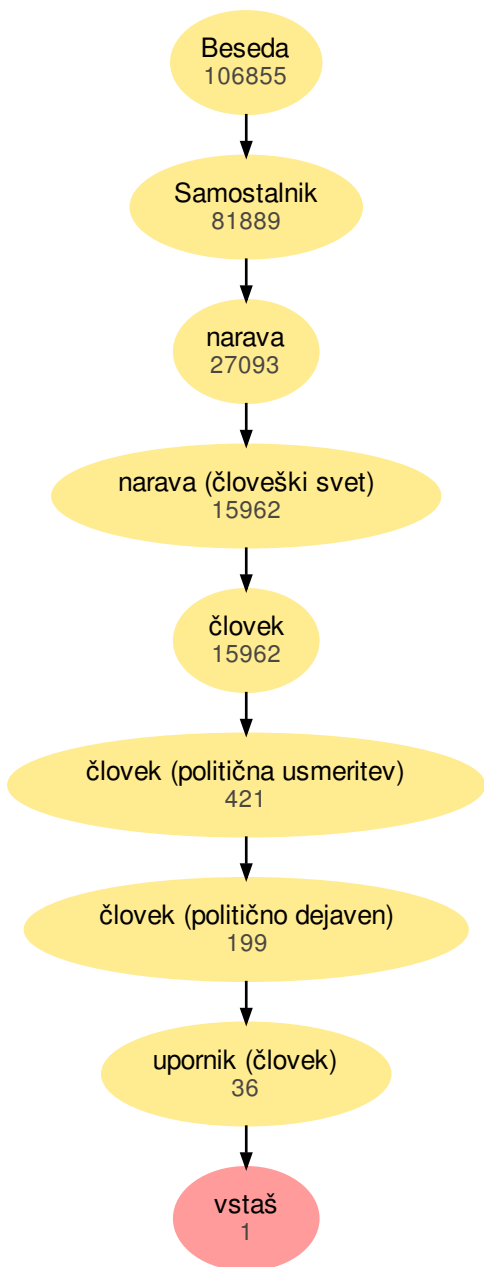 Beseda
106855
Samostalnik
81889
narava
27093
narava (človeški svet)
15962
človek
15962
človek (politična usmeritev)
421
človek (politično dejaven)
199
upornik (človek)
36
vstaš
1